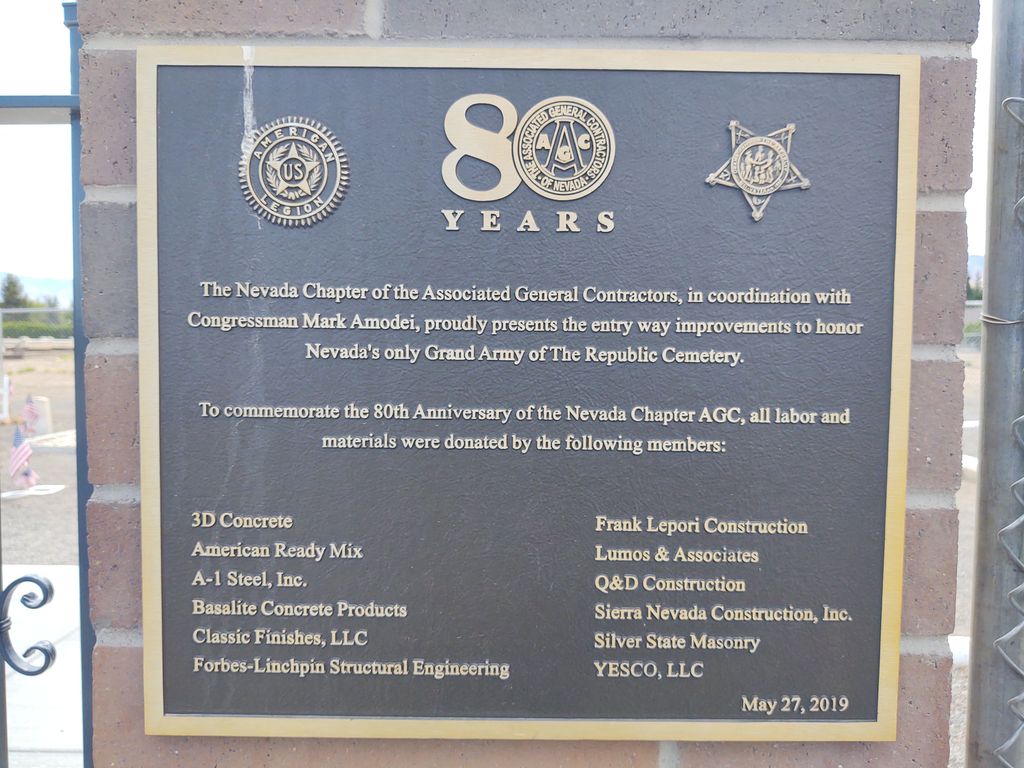 AMERICAN
US
LEGION
80
THE ASSOCIATED GENERAL CONTRACTORS
AGC
OF NEVADA
YEARS
The Nevada Chapter of the Associated General Contractors, in coordination with
Congressman Mark Amodei, proudly presents the entry way improvements to honor
Nevada's only Grand Army of The Republic Cemetery.
To commemorate the 80th Anniversary of the Nevada Chapter AGC, all labor and
materials were donated by the following members:
3D Concrete
American Ready Mix
A-1 Steel, Inc.
Basalite Concrete Products
Classic Finishes, LLC
Forbes-Linchpin Structural Engineering
Frank Lepori Construction
Lumos & Associates
Q&D Construction
Sierra Nevada Construction, Inc.
Silver State Masonry
YESCO, LLC
May 27, 2019